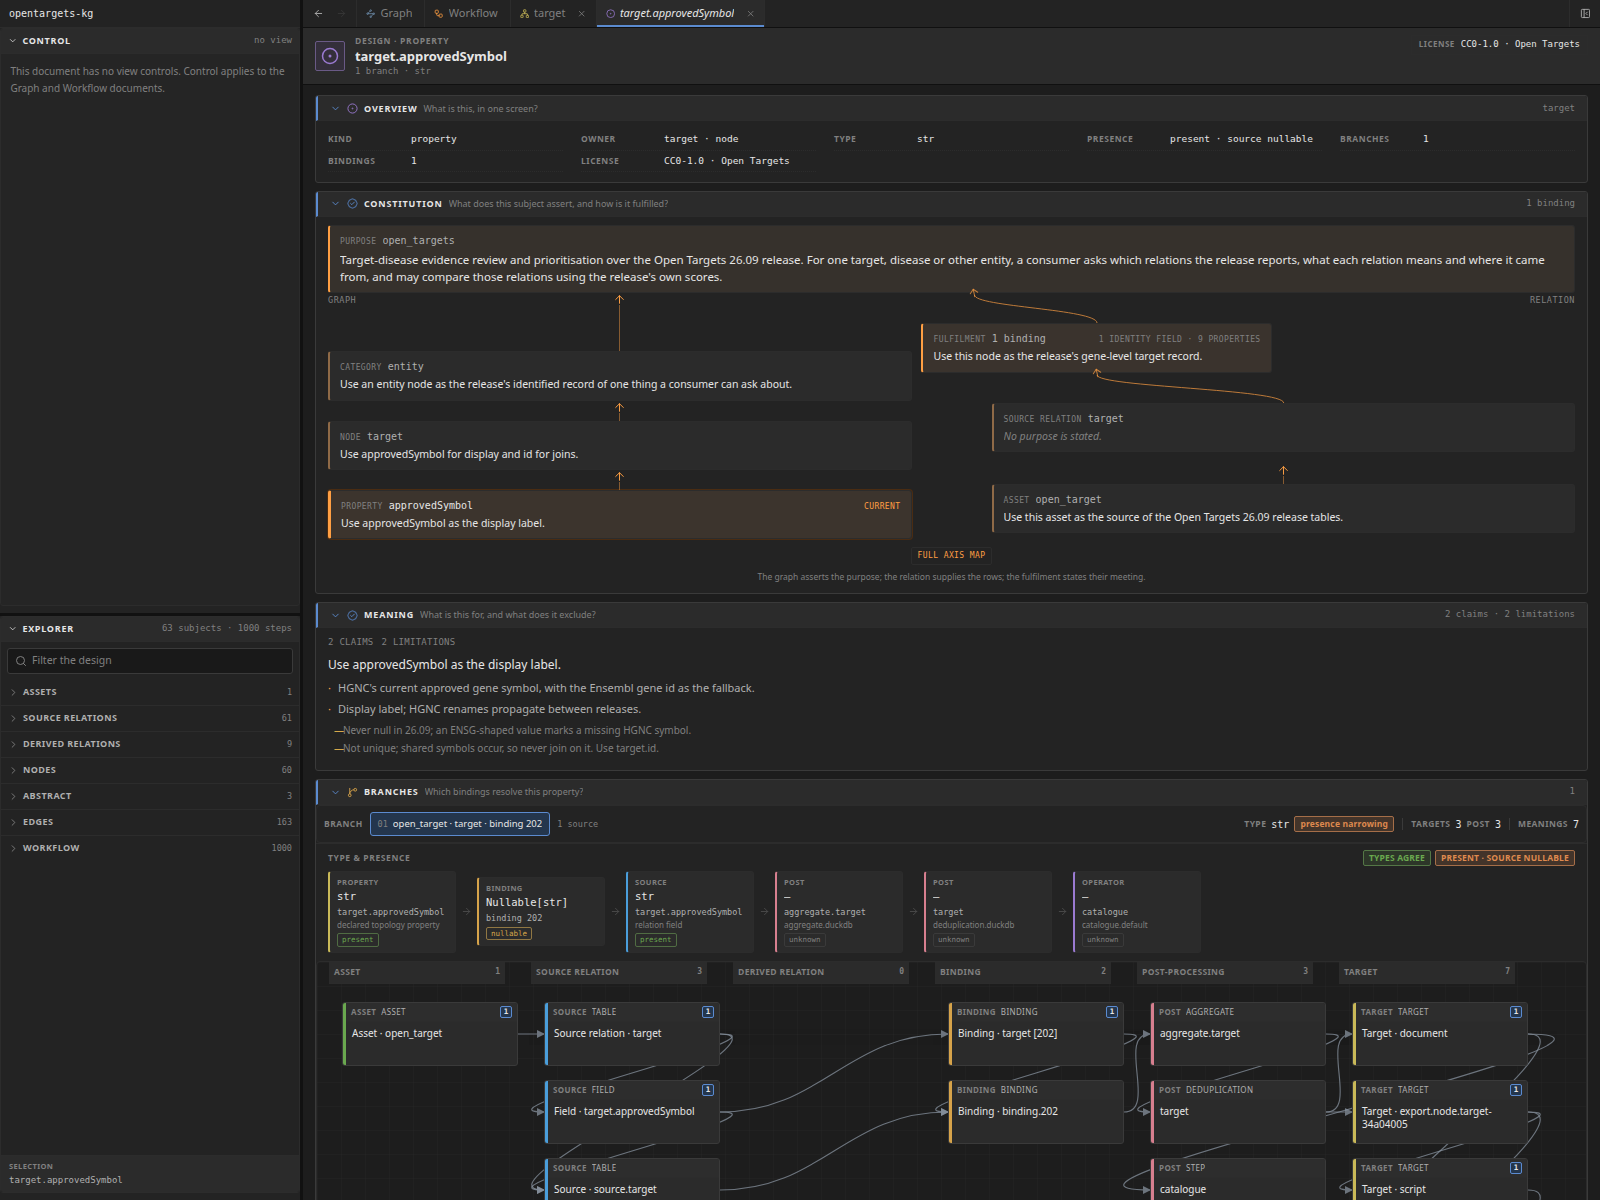 opentargets-kg
Graph
Workflow
target
target.approvedSymbol
CONTROL
no view
This document has no view controls. Control applies to the
Graph and Workflow documents.
DESIGN · PROPERTY
target.approvedSymbol
1 branch · str
LICENSE CC0-1.0 · Open Targets
OVERVIEW What is this, in one screen?
target
KIND property
OWNER target · node
TYPE str
PRESENCE present · source nullable
BRANCHES 1
BINDINGS 1
LICENSE CC0-1.0 · Open Targets
CONSTITUTION What does this subject assert, and how is it fulfilled?
1 binding
PURPOSE open_targets
Target-disease evidence review and prioritisation over the Open Targets 26.09 release. For one target, disease or other entity, a consumer asks which relations the release reports, what each relation means and where it came
from, and may compare those relations using the release's own scores.
GRAPH
RELATION
FULFILMENT 1 binding
1 IDENTITY FIELD · 9 PROPERTIES
Use this node as the release's gene-level target record.
CATEGORY entity
Use an entity node as the release's identified record of one thing a consumer can ask about.
SOURCE RELATION target
No purpose is stated.
NODE target
Use approvedSymbol for display and id for joins.
PROPERTY approvedSymbol
CURRENT
Use approvedSymbol as the display label.
ASSET open_target
Use this asset as the source of the Open Targets 26.09 release tables.
FULL AXIS MAP
The graph asserts the purpose; the relation supplies the rows; the fulfilment states their meeting.
MEANING What is this for, and what does it exclude?
2 claims · 2 limitations
2 CLAIMS 2 LIMITATIONS
Use approvedSymbol as the display label.
· HGNC's current approved gene symbol, with the Ensembl gene id as the fallback.
· Display label; HGNC renames propagate between releases.
—Never null in 26.09; an ENSG-shaped value marks a missing HGNC symbol.
—Not unique; shared symbols occur, so never join on it. Use target.id.
EXPLORER
63 subjects · 1000 steps
Filter the design
ASSETS 1
SOURCE RELATIONS 61
DERIVED RELATIONS 9
NODES 60
ABSTRACT 3
EDGES 163
WORKFLOW 1000
SELECTION
target.approvedSymbol
BRANCHES Which bindings resolve this property?
1
BRANCH 01 open_target · target · binding 202 1 source
TYPE str presence narrowing TARGETS 3 POST 3 MEANINGS 7
TYPE & PRESENCE
TYPES AGREE PRESENT · SOURCE NULLABLE
PROPERTY
str
target.approvedSymbol
declared topology property
present
BINDING
Nullable[str]
binding 202
nullable
SOURCE
str
target.approvedSymbol
relation field
present
POST
—
aggregate.target
aggregate.duckdb
unknown
POST
—
target
deduplication.duckdb
unknown
OPERATOR
—
catalogue
catalogue.default
unknown
ASSET 1
SOURCE RELATION 3
DERIVED RELATION 0
BINDING 2
POST-PROCESSING 3
TARGET 7
ASSET ASSET 1
Asset · open_target
SOURCE TABLE 1
Source relation · target
BINDING BINDING 1
Binding · target [202]
POST AGGREGATE
aggregate.target
TARGET TARGET 1
Target · document
SOURCE FIELD 1
Field · target.approvedSymbol
BINDING BINDING
Binding · binding.202
POST DEDUPLICATION
target
TARGET TARGET 1
Target · export.node.target-
34a04005
SOURCE TABLE
Source · source.target
POST STEP
catalogue
TARGET TARGET 1
Target · script